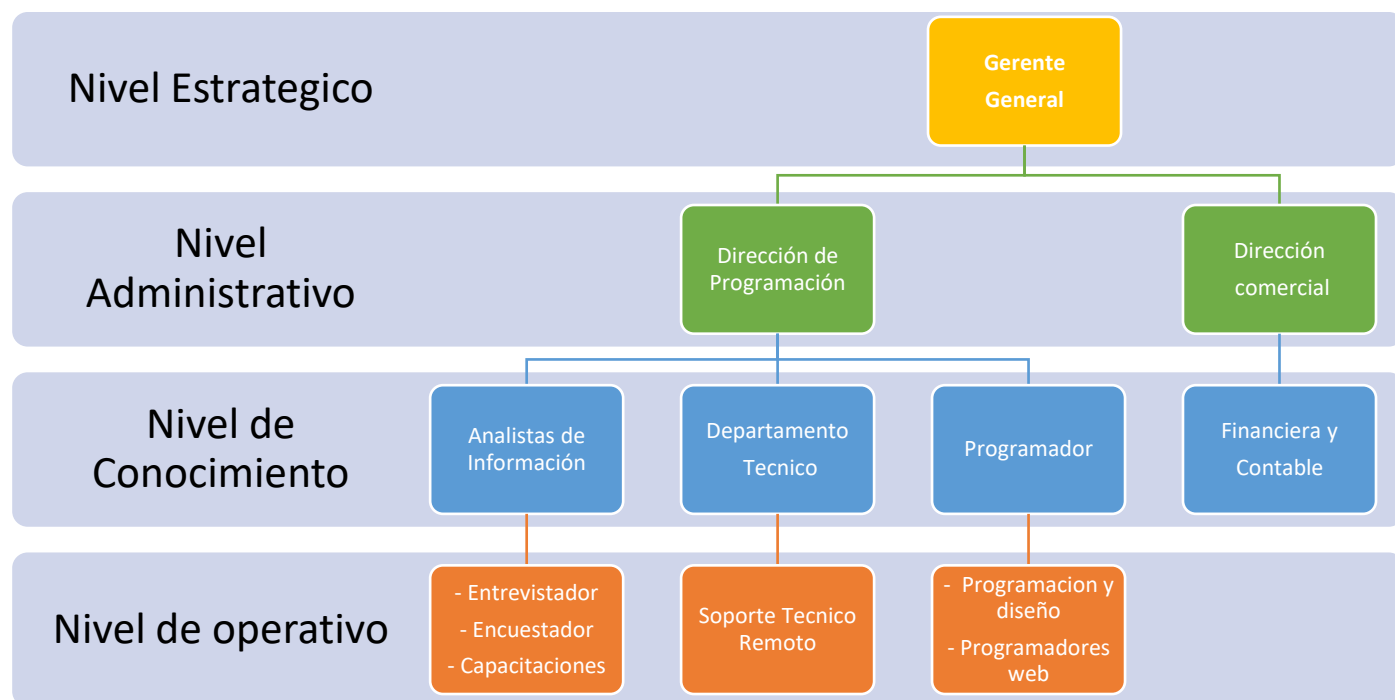 Nivel Estrategico
Gerente
General
Nivel
Administrativo
Dirección de
Programación
Dirección
comercial
Nivel de
Conocimiento
Analistas de
Información
Departamento
Tecnico
Programador
Financiera y
Contable
Nivel de operativo
- Entrevistador
- Encuestador
- Capacitaciones
Soporte Tecnico
Remoto
- Programacion y
diseño
- Programadores
web